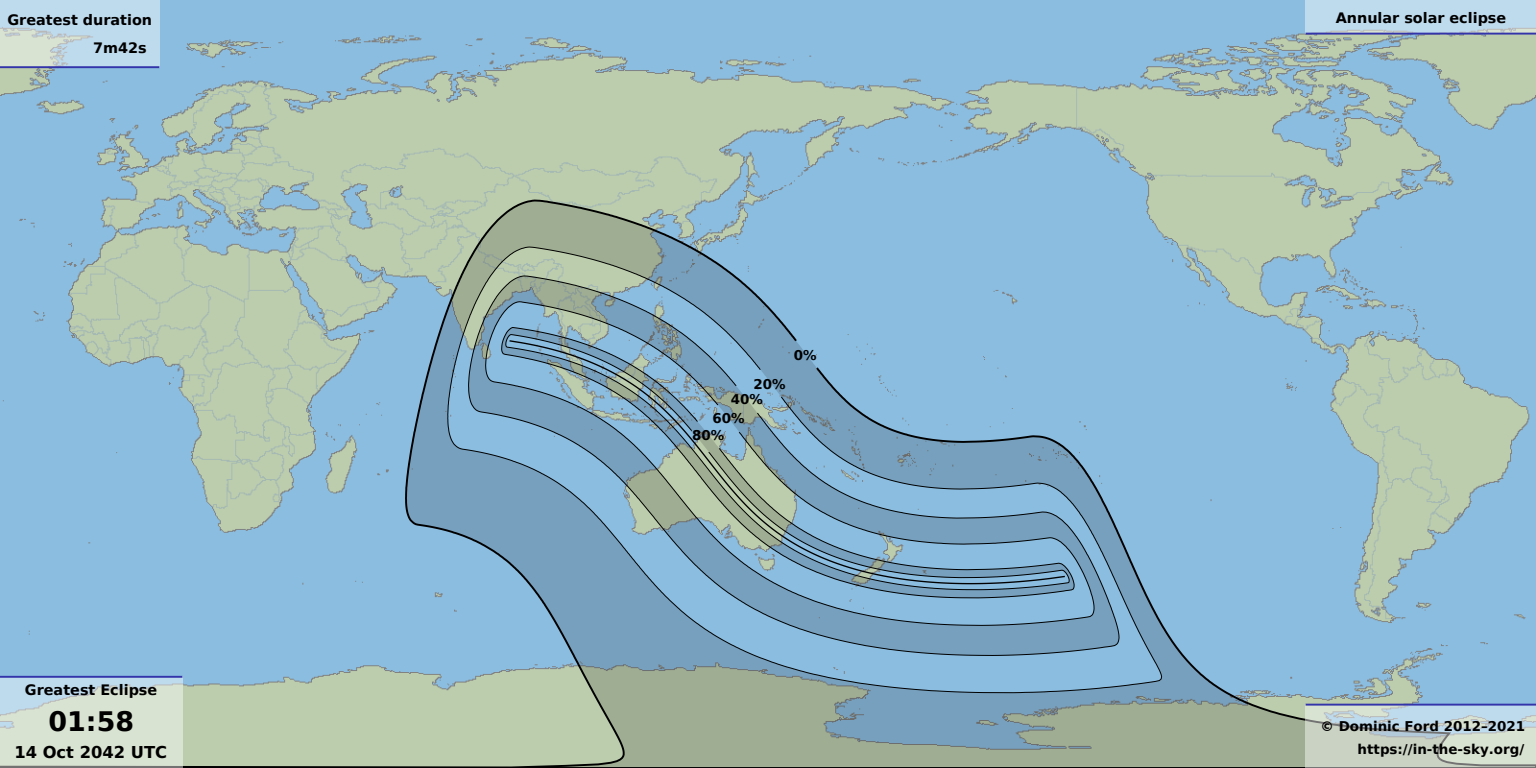 Greatest duration
7m42s
Annular solar eclipse
0%
20%
40%
60%
80%
Greatest Eclipse
01:58
14 Oct 2042 UTC
© Dominic Ford 2012–2021
https://in-the-sky.org/